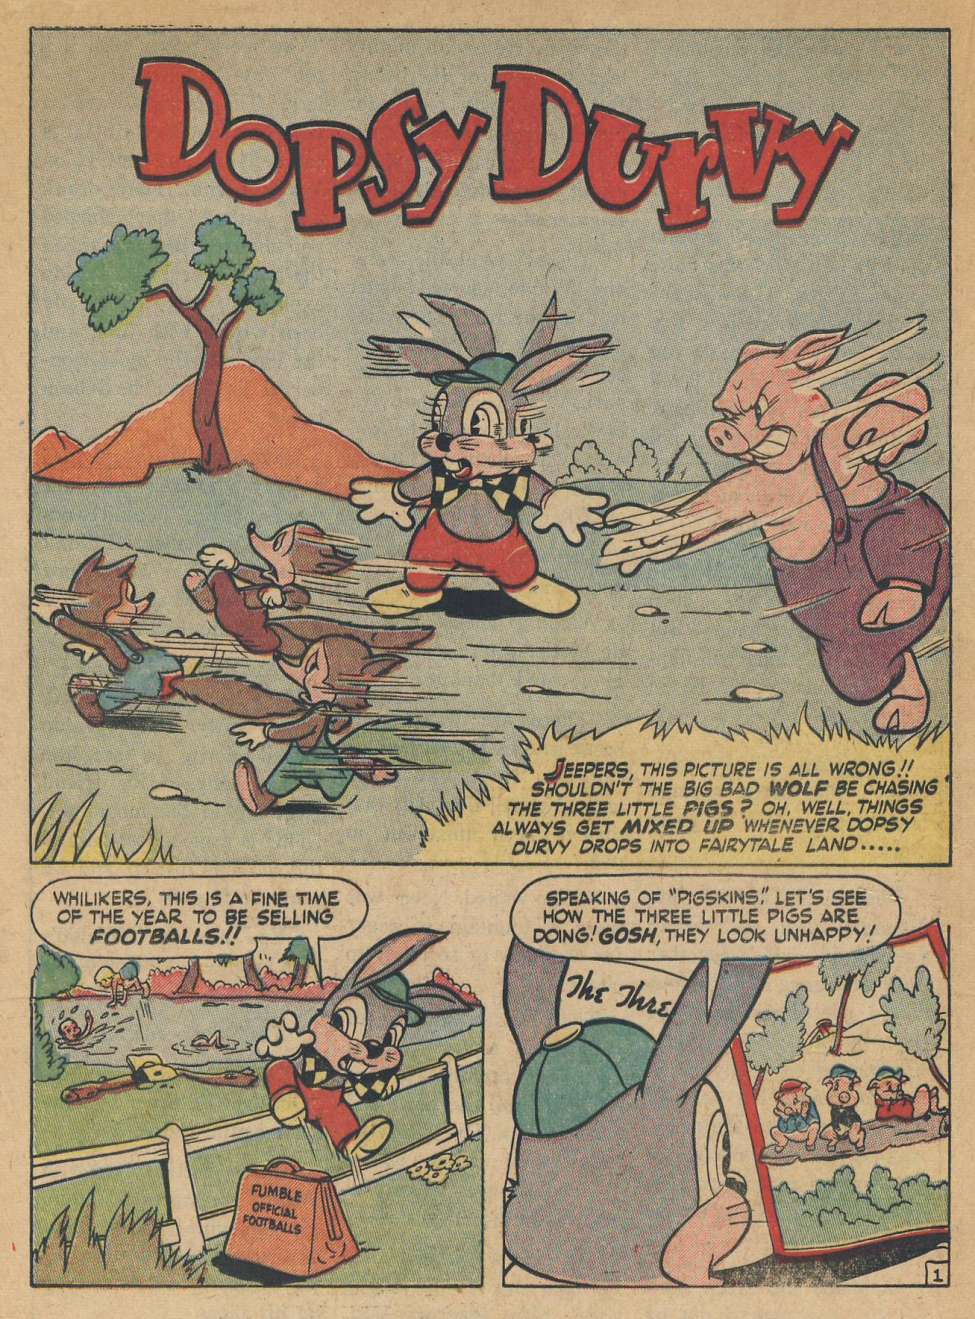 DOPSY DURVY
JEEPERS, THIS PICTURE IS ALL WRONG!!
SHOULDN'T THE BIG BAD WOLF BE CHASING
THE THREE LITTLE PIGS? OH, WELL, THINGS
ALWAYS GET MIXED UP WHENEVER DOPSY
DURVY DROPS INTO FAIRYTALE LAND.....
WHILIKERS, THIS IS A FINE TIME
OF THE YEAR TO BE SELLING
FOOTBALLS!!
FUMBLE
OFFICIAL
FOOTBALLS
SPEAKING OF "PIGSKINS," LET'S SEE
HOW THE THREE LITTLE PIGS ARE
DOING! GOSH, THEY LOOK UNHAPPY!
The Thre
1